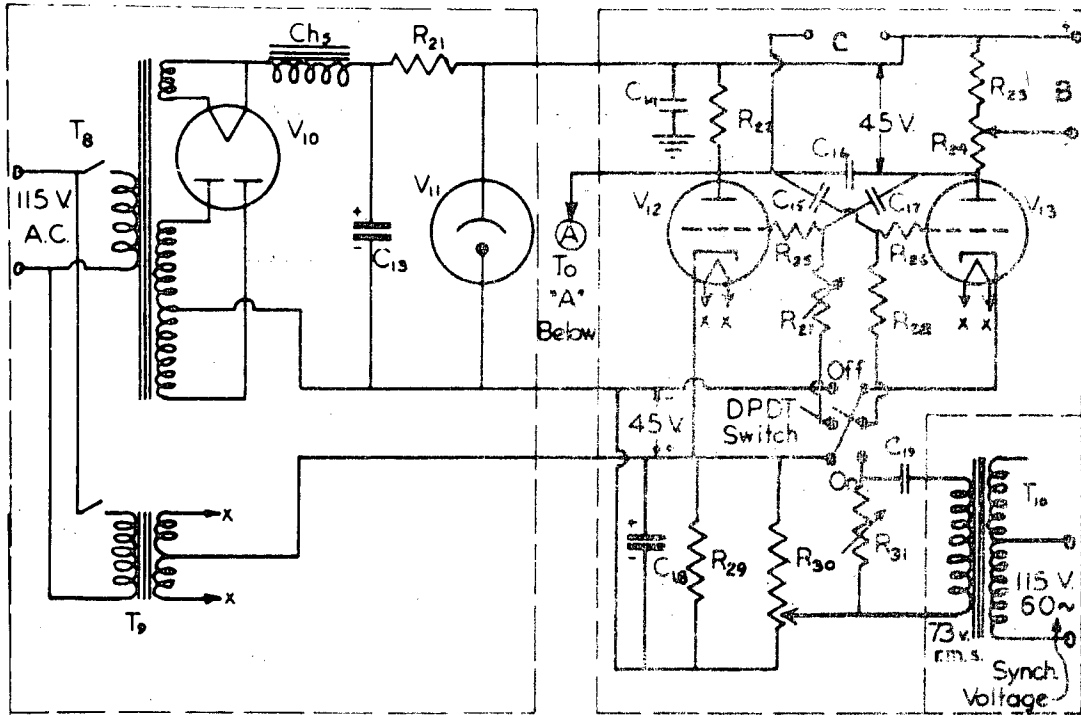 Ch5
R21
T8
V10
115 V.
A.C.
V11
C13
T9
x
x
C
+
C14
R22
R23
B
45 V.
R24
C16
V12
C15
C17
V13
A
To
"A"
Below
R25
R26
x x
x x
R27
R28
Off
DPDT
Switch
45 V.
On
C19
T10
C18
R29
R30
R31
115 V.
60~
73 v.
r.m.s.
Synch.
Voltage